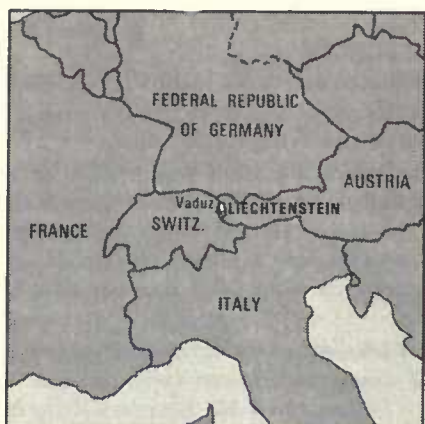 FEDERAL REPUBLIC
OF GERMANY
AUSTRIA
Vaduz
LIECHTENSTEIN
SWITZ.
FRANCE
ITALY